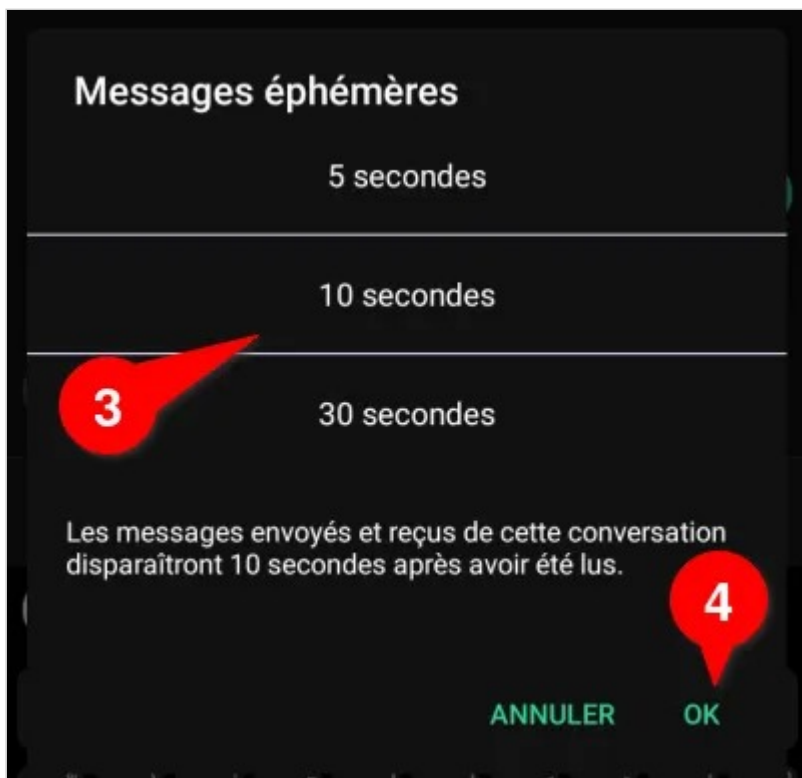 Messages éphémères
5 secondes
10 secondes
3
30 secondes
Les messages envoyés et reçus de cette conversation
disparaîtront 10 secondes après avoir été lus.
4
ANNULER OK